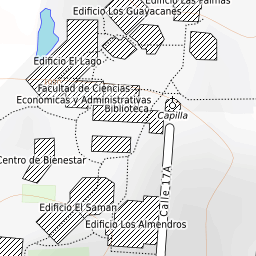 Edificio Las Palmas
Edificio Los Guayacanes
Edificio El Lago
Facultad de Ciencias
Económicas y Administrativas
Biblioteca
Capilla
Centro de Bienestar
Calle 17A
Edificio El Saman
Edificio Los Almendros